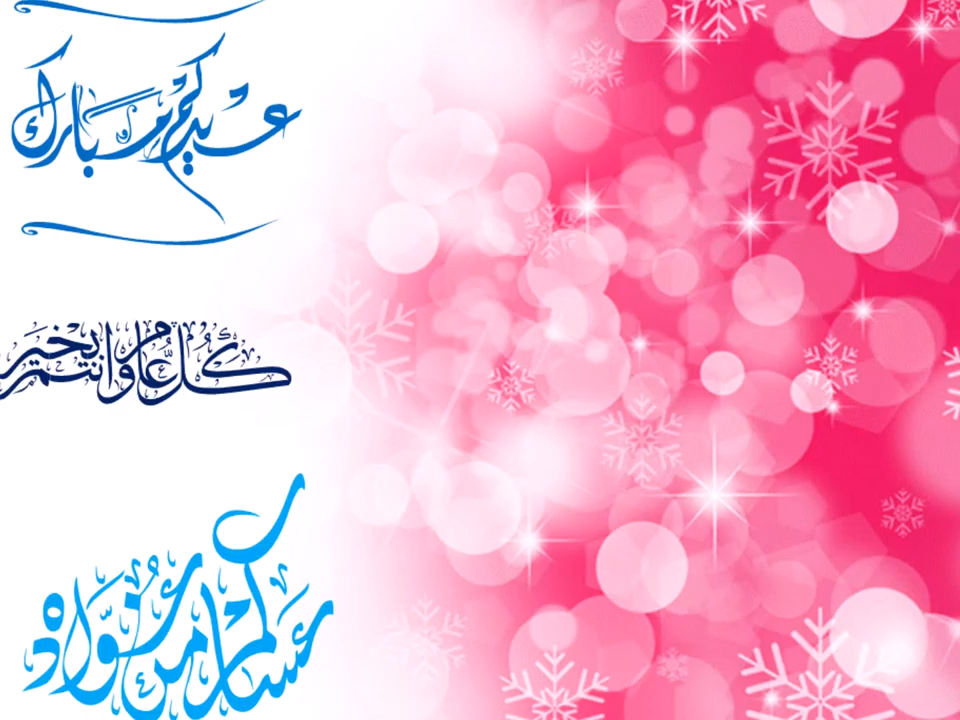 عيدكم مبارك
كل عام وانتم بخير
عساكم من عواده